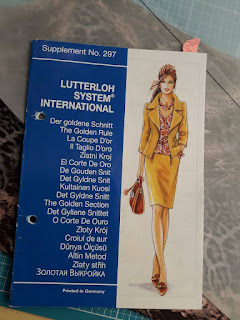 Supplement No. 297
LUTTERLOH
SYSTEM®
INTERNATIONAL
Der goldene Schnitt
The Golden Rule
La Coupe D'or
Il Taglio D'oro
Zlatni Kroj
El Corte De Oro
De Gouden Snit
Det Gyldne Snit
Kultainen Kuosi
Det Gyldne Snitt
The Golden Section
Det Gyllene Snittet
O Corte De Ouro
Złoty Krój
Croiul de aur
Dünya Ölçüsü
Altin Metod
Zlaty střih
Золотая Выкройка
Printed in Germany